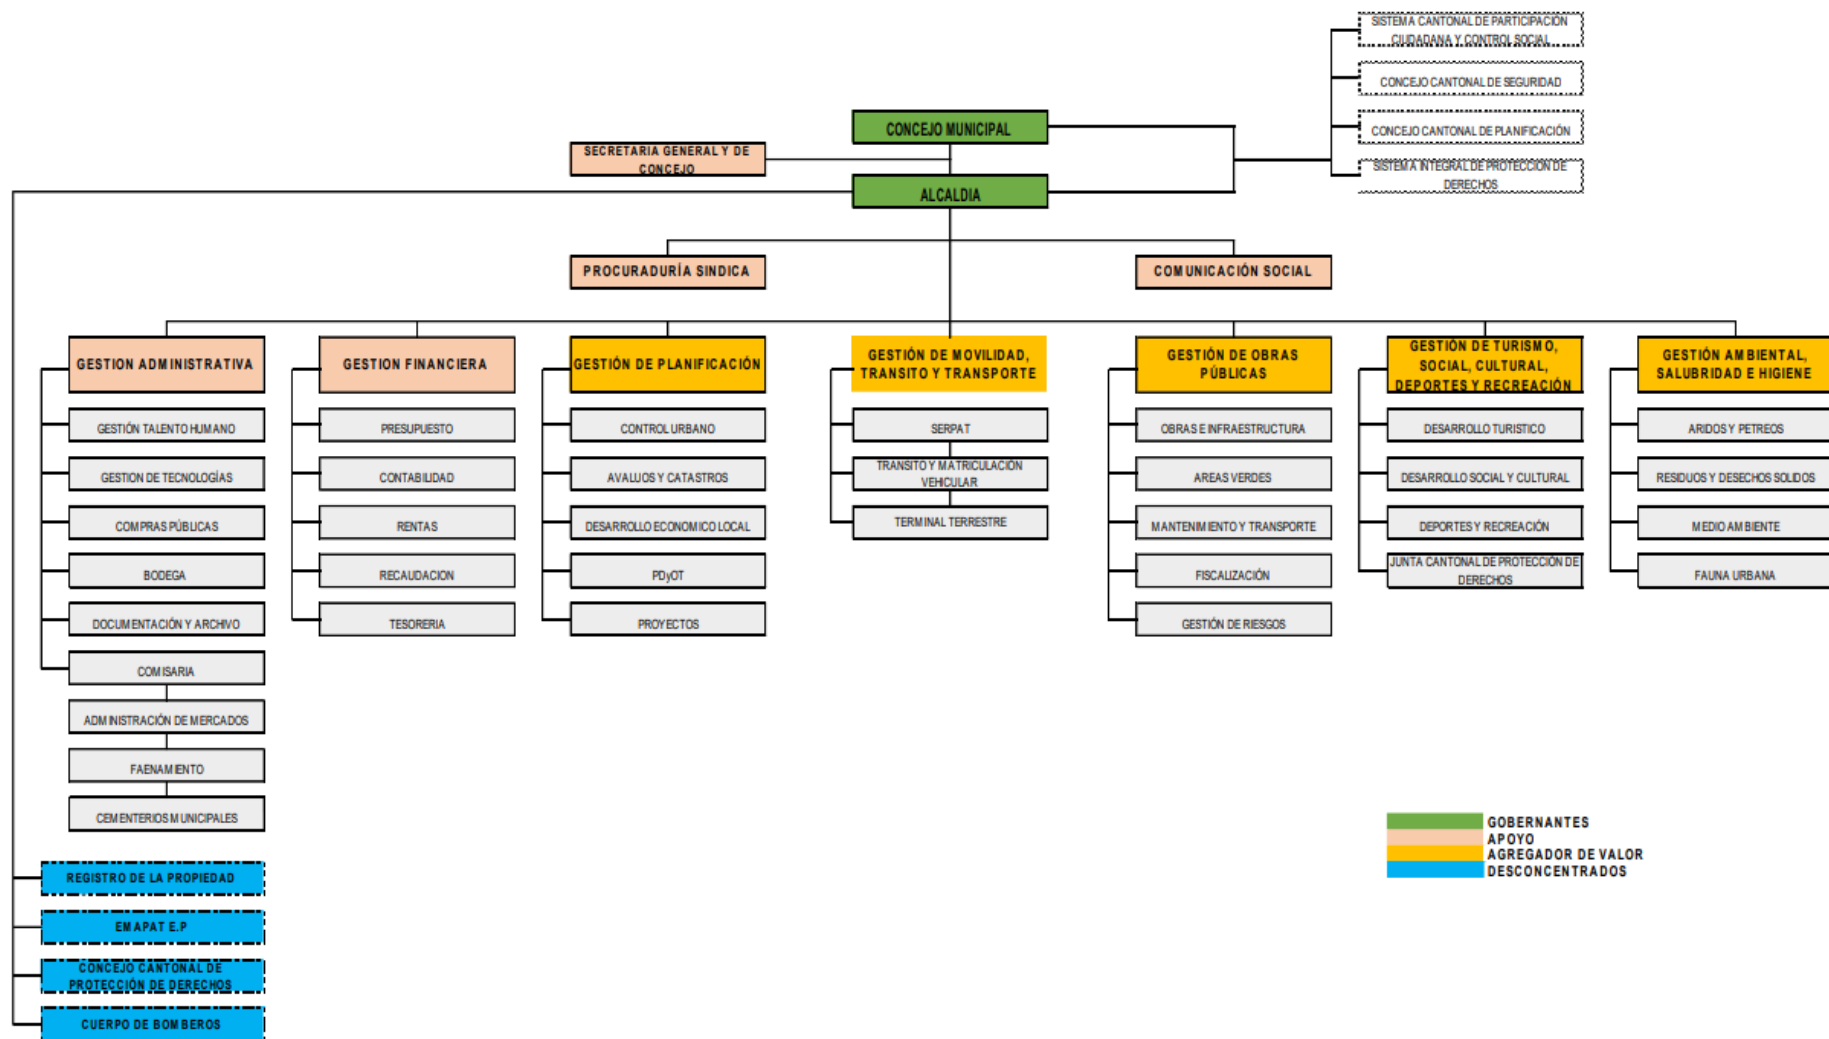 SISTEMA CANTONAL DE PARTICIPACIÓN
CIUDADANA Y CONTROL SOCIAL
CONCEJO CANTONAL DE SEGURIDAD
CONCEJO CANTONAL DE PLANIFICACIÓN
SISTEMA INTEGRAL DE PROTECCIÓN DE
DERECHOS
CONCEJO MUNICIPAL
SECRETARIA GENERAL Y DE
CONCEJO
ALCALDIA
PROCURADURÍA SINDICA
COMUNICACIÓN SOCIAL
GESTION ADMINISTRATIVA
GESTIÓN TALENTO HUMANO
GESTION DE TECNOLOGÍAS
COMPRAS PÚBLICAS
BODEGA
DOCUMENTACIÓN Y ARCHIVO
COMISARIA
ADMINISTRACIÓN DE MERCADOS
FAENAMIENTO
CEMENTERIOS MUNICIPALES
GESTION FINANCIERA
PRESUPUESTO
CONTABILIDAD
RENTAS
RECAUDACION
TESORERIA
GESTIÓN DE PLANIFICACIÓN
CONTROL URBANO
AVALUOS Y CATASTROS
DESARROLLO ECONOMICO LOCAL
PDyOT
PROYECTOS
GESTIÓN DE MOVILIDAD,
TRANSITO Y TRANSPORTE
SERPAT
TRANSITO Y MATRICULACIÓN
VEHICULAR
TERMINAL TERRESTRE
GESTIÓN DE OBRAS
PÚBLICAS
OBRAS E INFRAESTRUCTURA
AREAS VERDES
MANTENIMIENTO Y TRANSPORTE
FISCALIZACIÓN
GESTIÓN DE RIESGOS
GESTIÓN DE TURISMO,
SOCIAL, CULTURAL,
DEPORTES Y RECREACIÓN
DESARROLLO TURISTICO
DESARROLLO SOCIAL Y CULTURAL
DEPORTES Y RECREACIÓN
JUNTA CANTONAL DE PROTECCIÓN DE
DERECHOS
GESTIÓN AMBIENTAL,
SALUBRIDAD E HIGIENE
ARIDOS Y PETREOS
RESIDUOS Y DESECHOS SOLIDOS
MEDIO AMBIENTE
FAUNA URBANA
REGISTRO DE LA PROPIEDAD
EMAPAT E.P
CONCEJO CANTONAL DE
PROTECCIÓN DE DERECHOS
CUERPO DE BOMBEROS
GOBERNANTES
APOYO
AGREGADOR DE VALOR
DESCONCENTRADOS